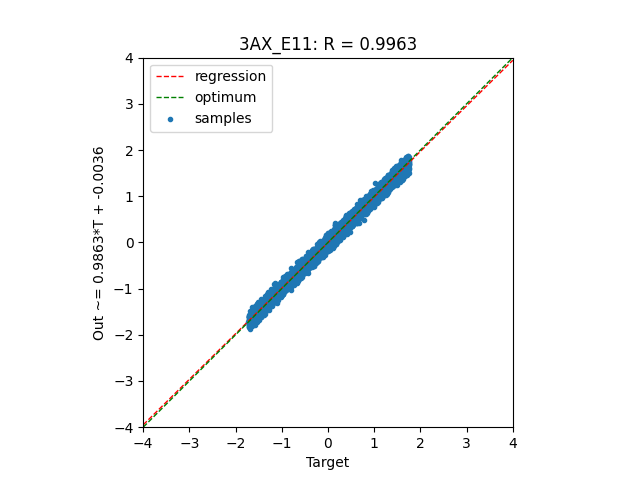 3AX_E11: R = 0.9963
regression
optimum
samples
Out ~= 0.9863*T + -0.0036
4
3
2
1
0
−1
−2
−3
−4
−4 −3 −2 −1 0 1 2 3 4
Target